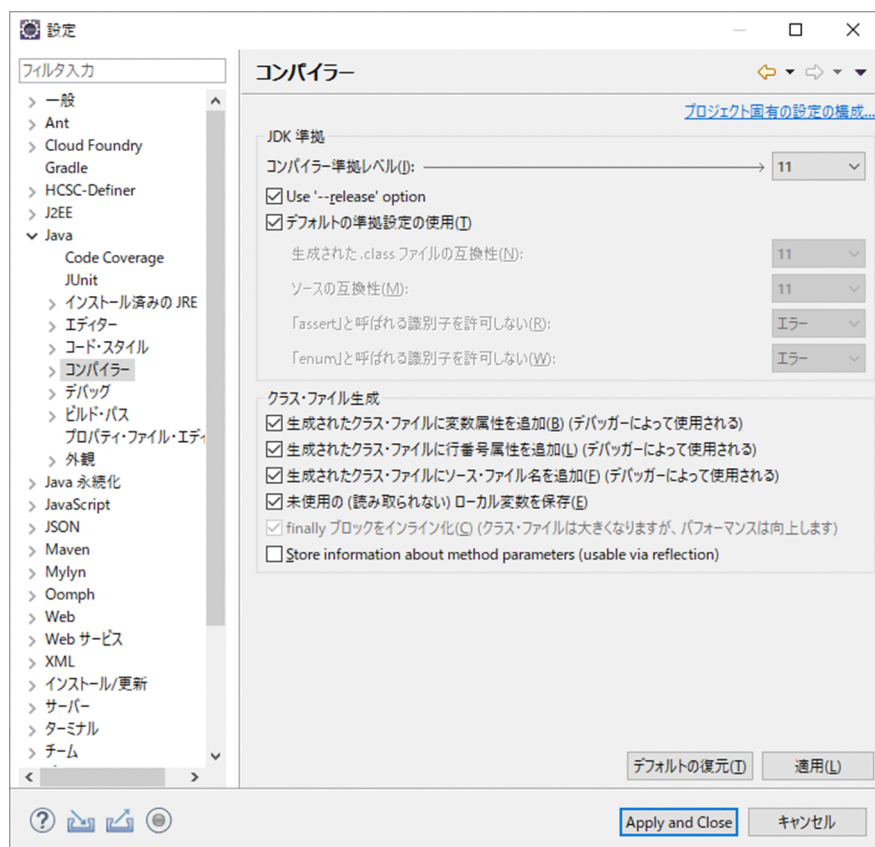 設定
フィルタ入力
一般
Ant
Cloud Foundry
Gradle
HCSC-Definer
J2EE
Java
Code Coverage
JUnit
インストール済みの JRE
エディター
コード・スタイル
コンパイラー
デバッグ
ビルド・パス
プロパティ・ファイル・エディ
外観
Java 永続化
JavaScript
JSON
Maven
Mylyn
Oomph
Web
Web サービス
XML
インストール/更新
サーバー
ターミナル
チーム
コンパイラー
プロジェクト固有の設定の構成...
JDK 準拠
コンパイラー準拠レベル(I): 11
Use '--release' option
デフォルトの準拠設定の使用(T)
生成された .class ファイルの互換性(N): 11
ソースの互換性(M): 11
「assert」と呼ばれる識別子を許可しない(R): エラー
「enum」と呼ばれる識別子を許可しない(W): エラー
クラス・ファイル生成
生成されたクラス・ファイルに変数属性を追加(B) (デバッガーによって使用される)
生成されたクラス・ファイルに行番号属性を追加(L) (デバッガーによって使用される)
生成されたクラス・ファイルにソース・ファイル名を追加(F) (デバッガーによって使用される)
未使用の (読み取られない) ローカル変数を保存(E)
finally ブロックをインライン化(C) (クラス・ファイルは大きくなりますが、パフォーマンスは向上します)
Store information about method parameters (usable via reflection)
デフォルトの復元(T) 適用(L)
Apply and Close キャンセル